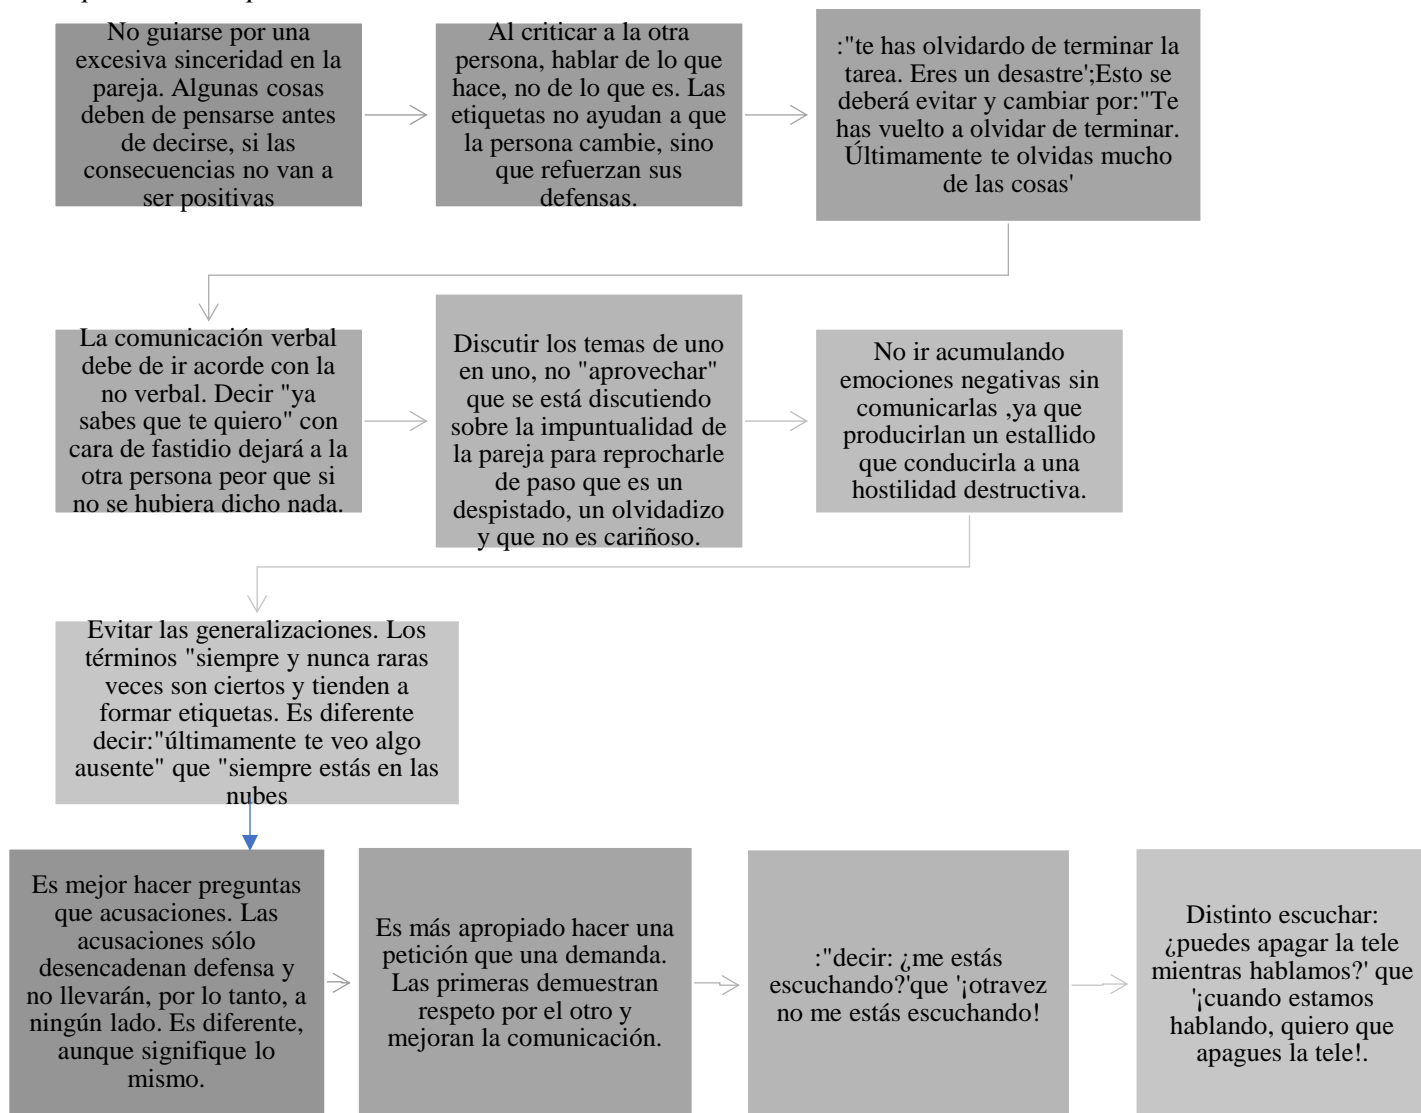 No guiarse por una
excesiva sinceridad en la
pareja. Algunas cosas
deben de pensarse antes
de decirse, si las
consecuencias no van a
ser positivas
Al criticar a la otra
persona, hablar de lo que
hace, no de lo que es. Las
etiquetas no ayudan a que
la persona cambie, sino
que refuerzan sus
defensas.
:"te has olvidardo de terminar la
tarea. Eres un desastre';Esto se
deberá evitar y cambiar por:"Te
has vuelto a olvidar de terminar.
Últimamente te olvidas mucho
de las cosas'
La comunicación verbal
debe de ir acorde con la
no verbal. Decir "ya
sabes que te quiero" con
cara de fastidio dejará a la
otra persona peor que si
no se hubiera dicho nada.
Discutir los temas de uno
en uno, no "aprovechar"
que se está discutiendo
sobre la impuntualidad de
la pareja para reprocharle
de paso que es un
despistado, un olvidadizo
y que no es cariñoso.
No ir acumulando
emociones negativas sin
comunicarlas ,ya que
producirlan un estallido
que conducirla a una
hostilidad destructiva.
Evitar las generalizaciones. Los
términos "siempre y nunca raras
veces son ciertos y tienden a
formar etiquetas. Es diferente
decir:"últimamente te veo algo
ausente" que "siempre estás en las
nubes
Es mejor hacer preguntas
que acusaciones. Las
acusaciones sólo
desencadenan defensa y
no llevarán, por lo tanto, a
ningún lado. Es diferente,
aunque signifique lo
mismo.
Es más apropiado hacer una
petición que una demanda.
Las primeras demuestran
respeto por el otro y
mejoran la comunicación.
:"decir: ¿me estás
escuchando?'que '¡otravez
no me estás escuchando!
Distinto escuchar:
¿puedes apagar la tele
mientras hablamos?' que
'¡cuando estamos
hablando, quiero que
apagues la tele!.